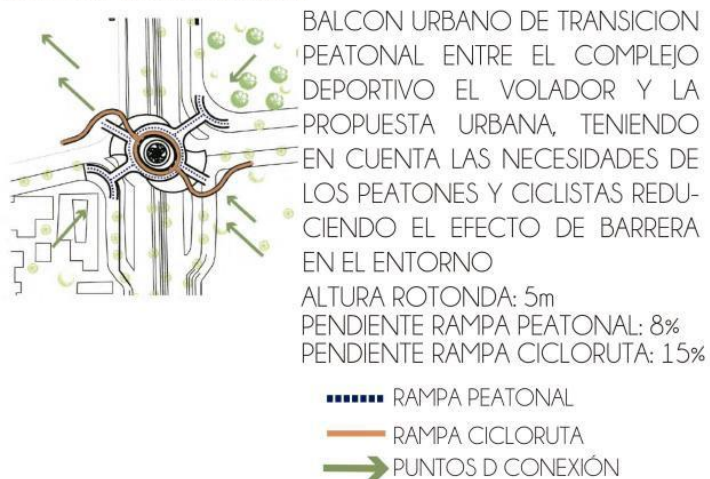 BALCON URBANO DE TRANSICION
PEATONAL ENTRE EL COMPLEJO
DEPORTIVO EL VOLADOR Y LA
PROPUESTA URBANA, TENIENDO
EN CUENTA LAS NECESIDADES DE
LOS PEATONES Y CICLISTAS REDU-
CIENDO EL EFECTO DE BARRERA
EN EL ENTORNO
ALTURA ROTONDA: 5m
PENDIENTE RAMPA PEATONAL: 8%
PENDIENTE RAMPA CICLORUTA: 15%
RAMPA PEATONAL
RAMPA CICLORUTA
PUNTOS D CONEXIÓN